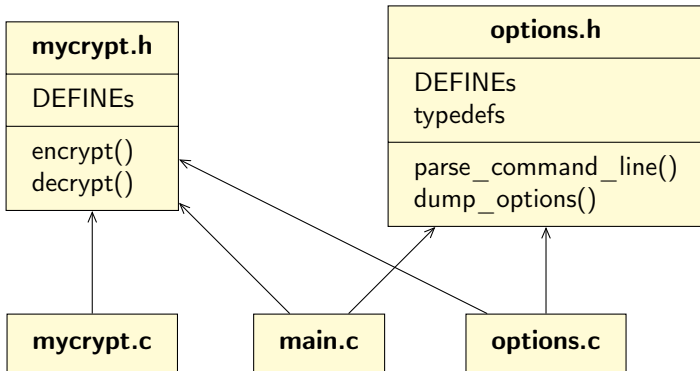 mycrypt.h
DEFINEs
encrypt()
decrypt()
options.h
DEFINEs
typedefs
parse_command_line()
dump_options()
mycrypt.c
main.c
options.c